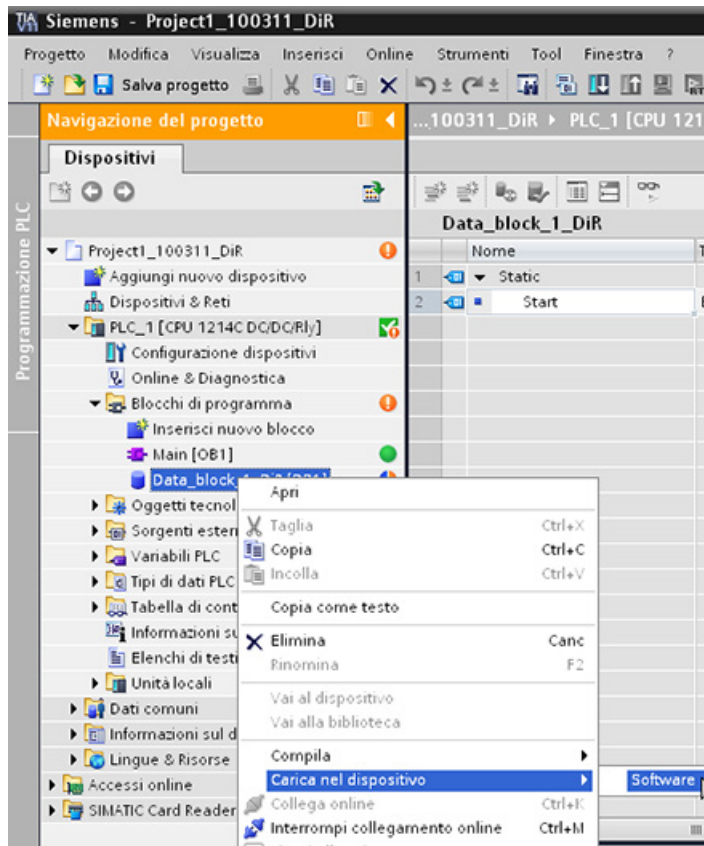 Siemens - Project1_100311_DiR
Progetto Modifica Visualizza Inserisci Online Strumenti Tool Finestra ?
Salva progetto
Navigazione del progetto
...100311_DiR ▸ PLC_1 [CPU 121
Dispositivi
Programmazione PLC
Data_block_1_DiR
Nome
Project1_100311_DiR
Aggiungi nuovo dispositivo
1 Static
Dispositivi & Reti
2 Start
PLC_1 [CPU 1214C DC/DC/Rly]
Configurazione dispositivi
Online & Diagnostica
Blocchi di programma
Inserisci nuovo blocco
Main [OB1]
Data_block_1_DiR [DB1]
Oggetti tecnol
Sorgenti estern
Variabili PLC
Tipi di dati PLC
Tabella di cont
Informazioni su
Elenchi di testi
Unità locali
Dati comuni
Informazioni sul d
Lingue & Risorse
Accessi online
SIMATIC Card Reader
Apri
Taglia Ctrl+X
Copia Ctrl+C
Incolla Ctrl+V
Copia come testo
Elimina Canc
Rinomina F2
Vai al dispositivo
Vai alla biblioteca
Compila
Carica nel dispositivo Software
Collega online Ctrl+K
Interrompi collegamento online Ctrl+M